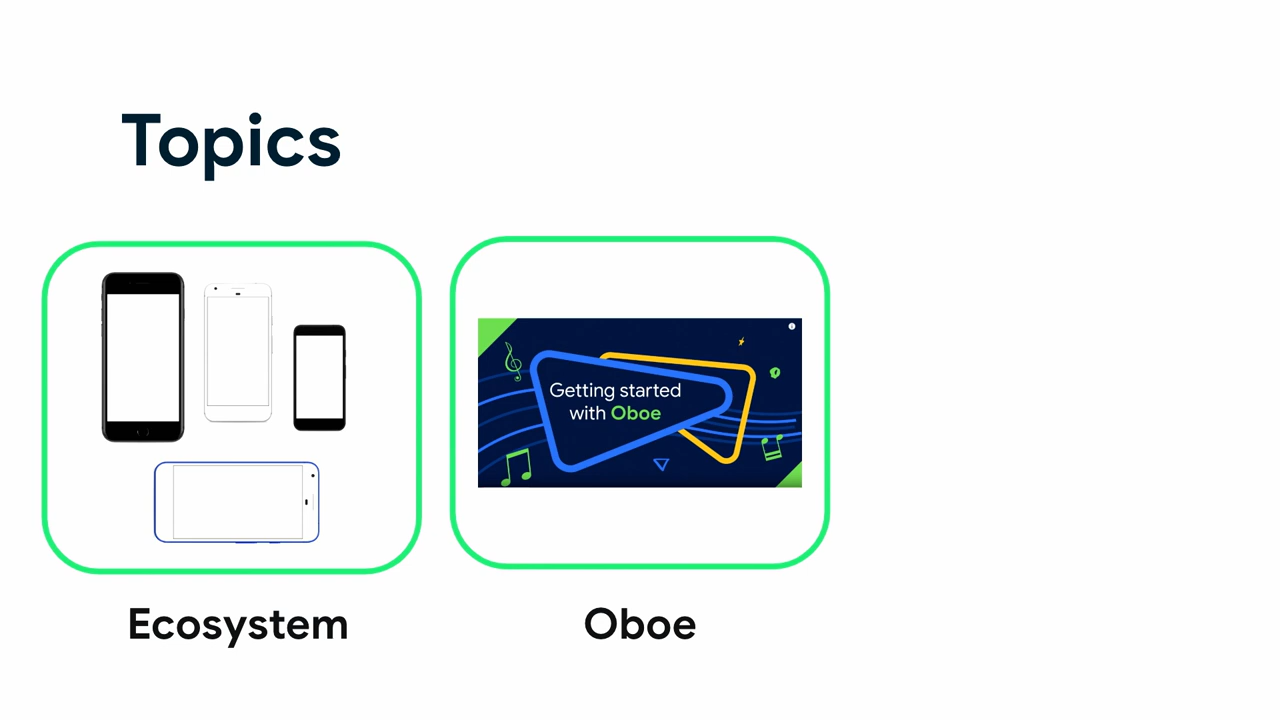 Topics
Getting started
with Oboe
Ecosystem
Oboe